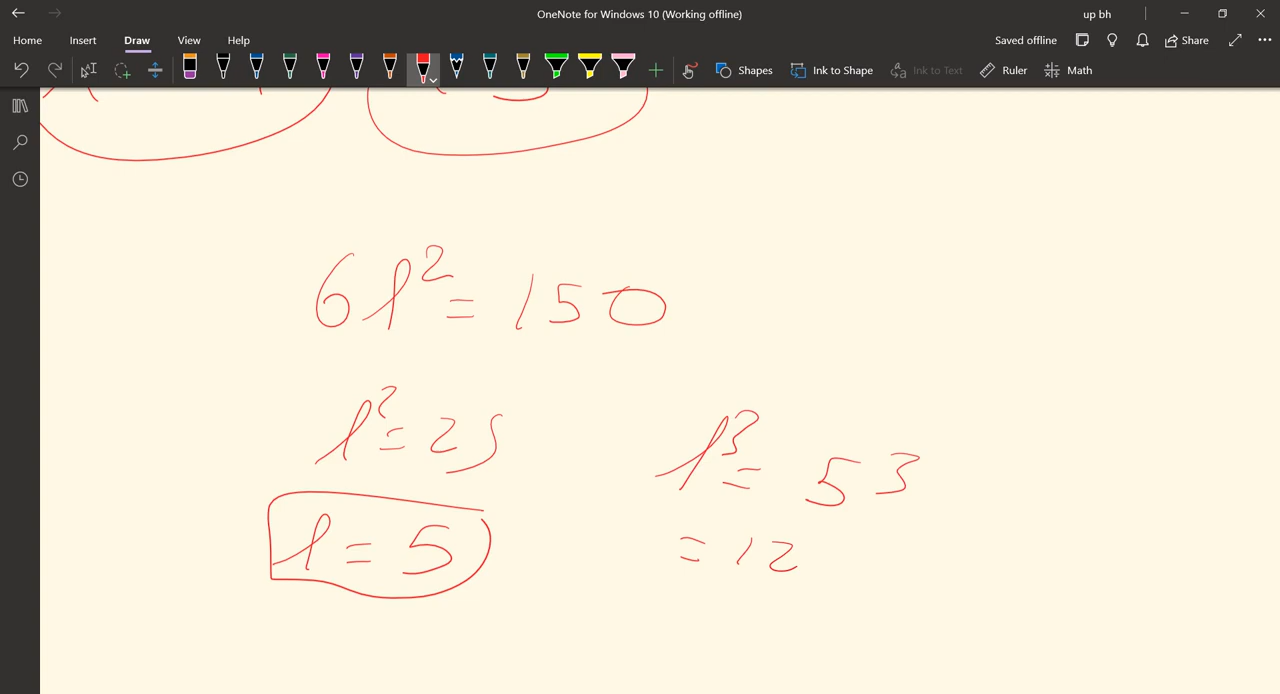 OneNote for Windows 10 (Working offline)
up bh
Home Insert Draw View Help
Saved offline Share
Shapes Ink to Shape Ink to Text Ruler Math
6l² = 150
l² = 25
l³ = 53
l = 5
= 12